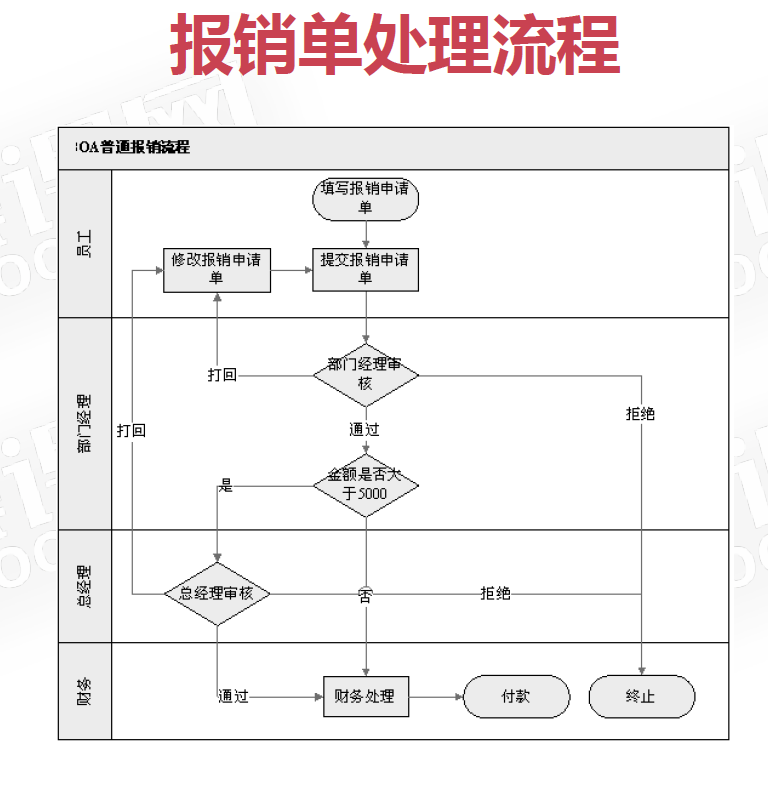 报销单处理流程
OA普通报销流程
员工
填写报销申请
单
修改报销申请
单
提交报销申请
单
部门经理
部门经理审
核
打回
拒绝
打回
通过
金额是否大
于5000
是
总经理
总经理审核
否
拒绝
财务
通过
财务处理
付款
终止